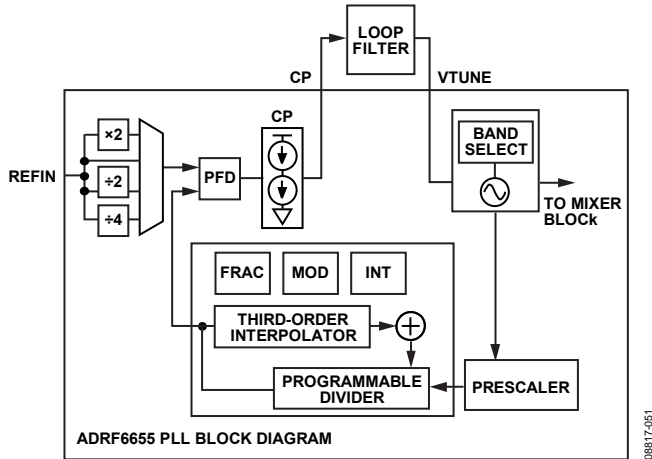 LOOP
FILTER
CP
VTUNE
CP
×2
÷2
÷4
REFIN
PFD
BAND
SELECT
TO MIXER
BLOCk
FRAC
MOD
INT
THIRD-ORDER
INTERPOLATOR
+
PROGRAMMABLE
DIVIDER
PRESCALER
ADRF6655 PLL BLOCK DIAGRAM
08817-051